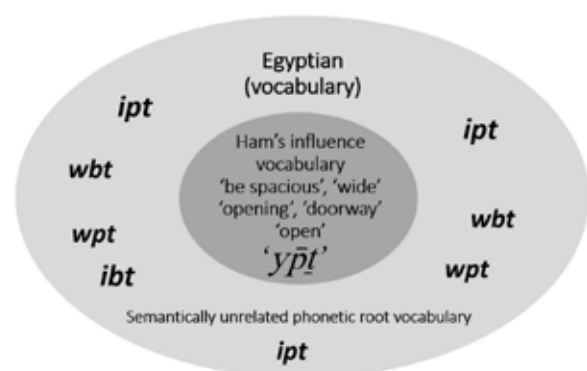 Egyptian
(vocabulary)
ipt
ipt
Ham's influence
vocabulary
'be spacious', 'wide'
'opening', 'doorway'
'open'
'yp̄ṯ'
wbt
wbt
wpt
wpt
ibt
Semantically unrelated phonetic root vocabulary
ipt